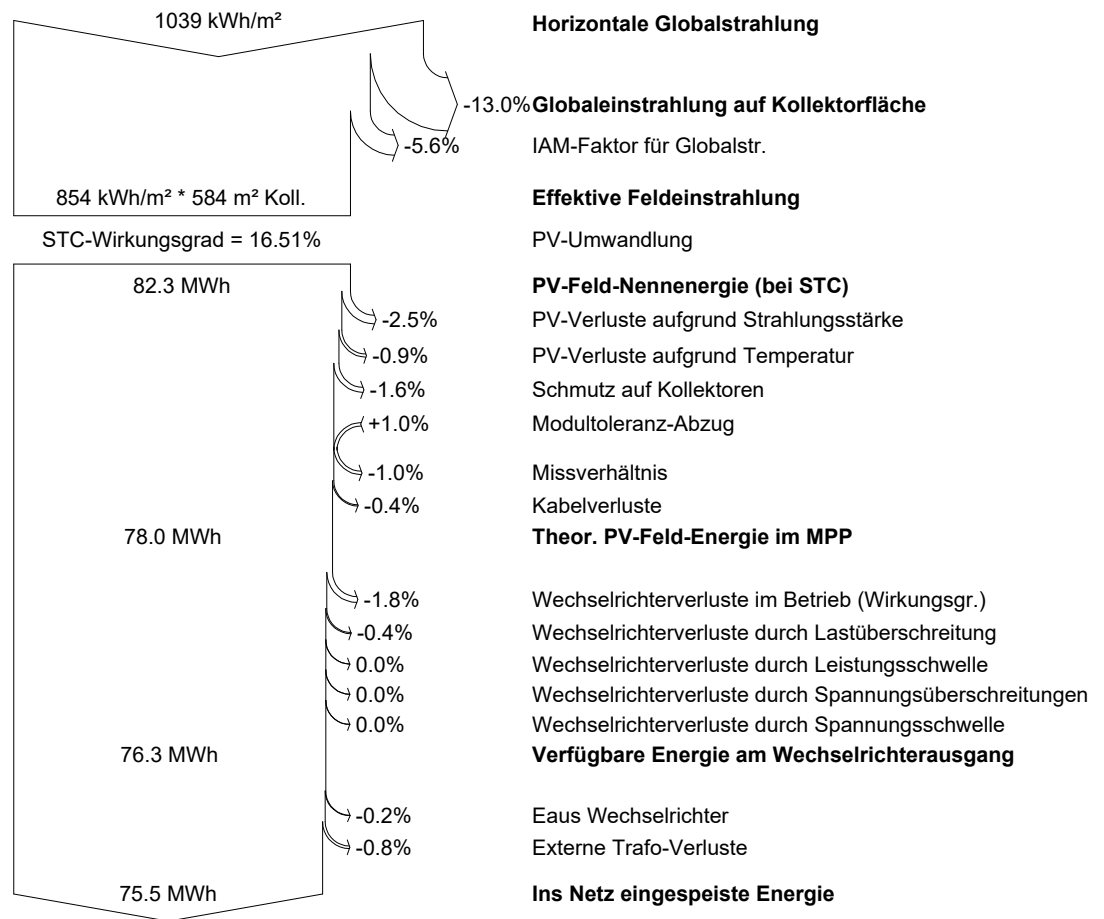 1039 kWh/m² Horizontale Globalstrahlung
-13.0% Globaleinstrahlung auf Kollektorfläche
-5.6% IAM-Faktor für Globalstr.
854 kWh/m² * 584 m² Koll. Effektive Feldeinstrahlung
STC-Wirkungsgrad = 16.51% PV-Umwandlung
82.3 MWh PV-Feld-Nennenergie (bei STC)
-2.5% PV-Verluste aufgrund Strahlungsstärke
-0.9% PV-Verluste aufgrund Temperatur
-1.6% Schmutz auf Kollektoren
+1.0% Modultoleranz-Abzug
-1.0% Missverhältnis
-0.4% Kabelverluste
78.0 MWh Theor. PV-Feld-Energie im MPP
-1.8% Wechselrichterverluste im Betrieb (Wirkungsgr.)
-0.4% Wechselrichterverluste durch Lastüberschreitung
0.0% Wechselrichterverluste durch Leistungsschwelle
0.0% Wechselrichterverluste durch Spannungsüberschreitungen
0.0% Wechselrichterverluste durch Spannungsschwelle
76.3 MWh Verfügbare Energie am Wechselrichterausgang
-0.2% Eaus Wechselrichter
-0.8% Externe Trafo-Verluste
75.5 MWh Ins Netz eingespeiste Energie